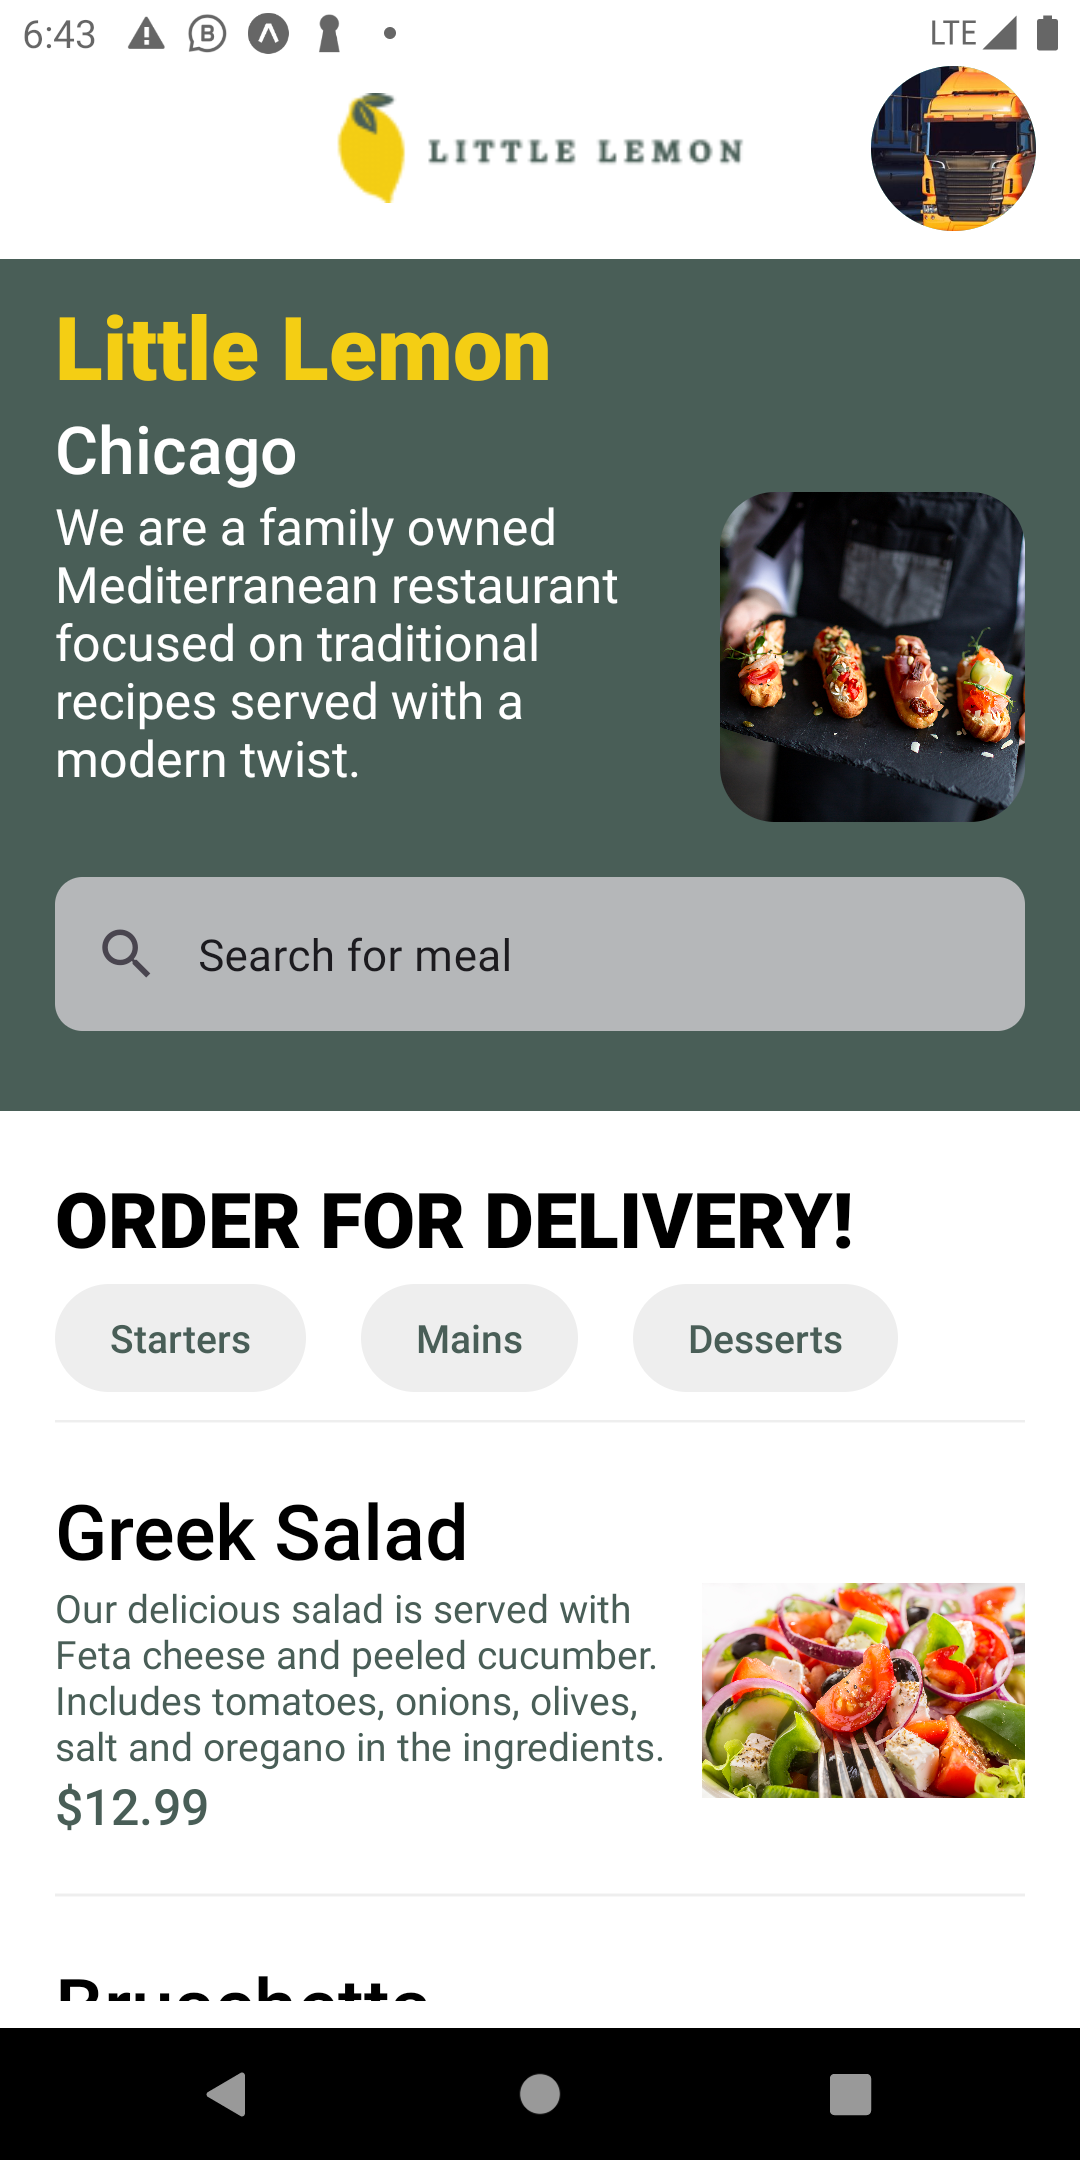 6:43
LTE
LITTLE LEMON
Little Lemon
Chicago
We are a family owned
Mediterranean restaurant
focused on traditional
recipes served with a
modern twist.
Search for meal
ORDER FOR DELIVERY!
Starters Mains Desserts
Greek Salad
Our delicious salad is served with
Feta cheese and peeled cucumber.
Includes tomatoes, onions, olives,
salt and oregano in the ingredients.
$12.99
Bruschetta